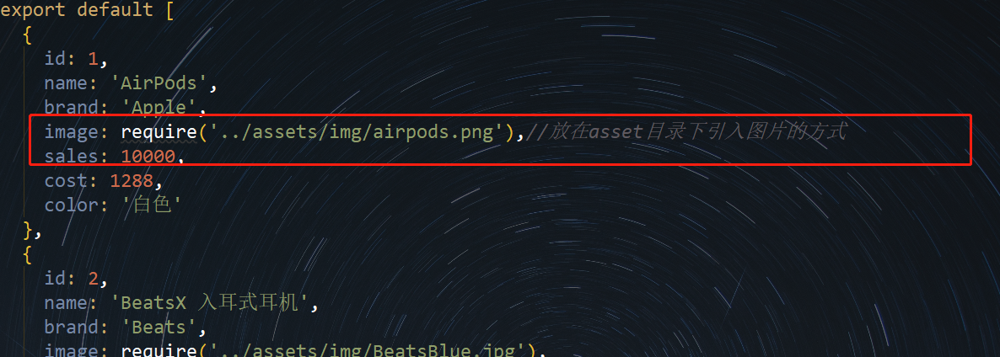 export default [
{
id: 1,
name: 'AirPods',
brand: 'Apple',
image: require('../assets/img/airpods.png'),//放在asset目录下引入图片的方式
sales: 10000,
cost: 1288,
color: '白色'
},
{
id: 2,
name: 'BeatsX 入耳式耳机',
brand: 'Beats',
image: require('../assets/img/BeatsBlue.jpg'),